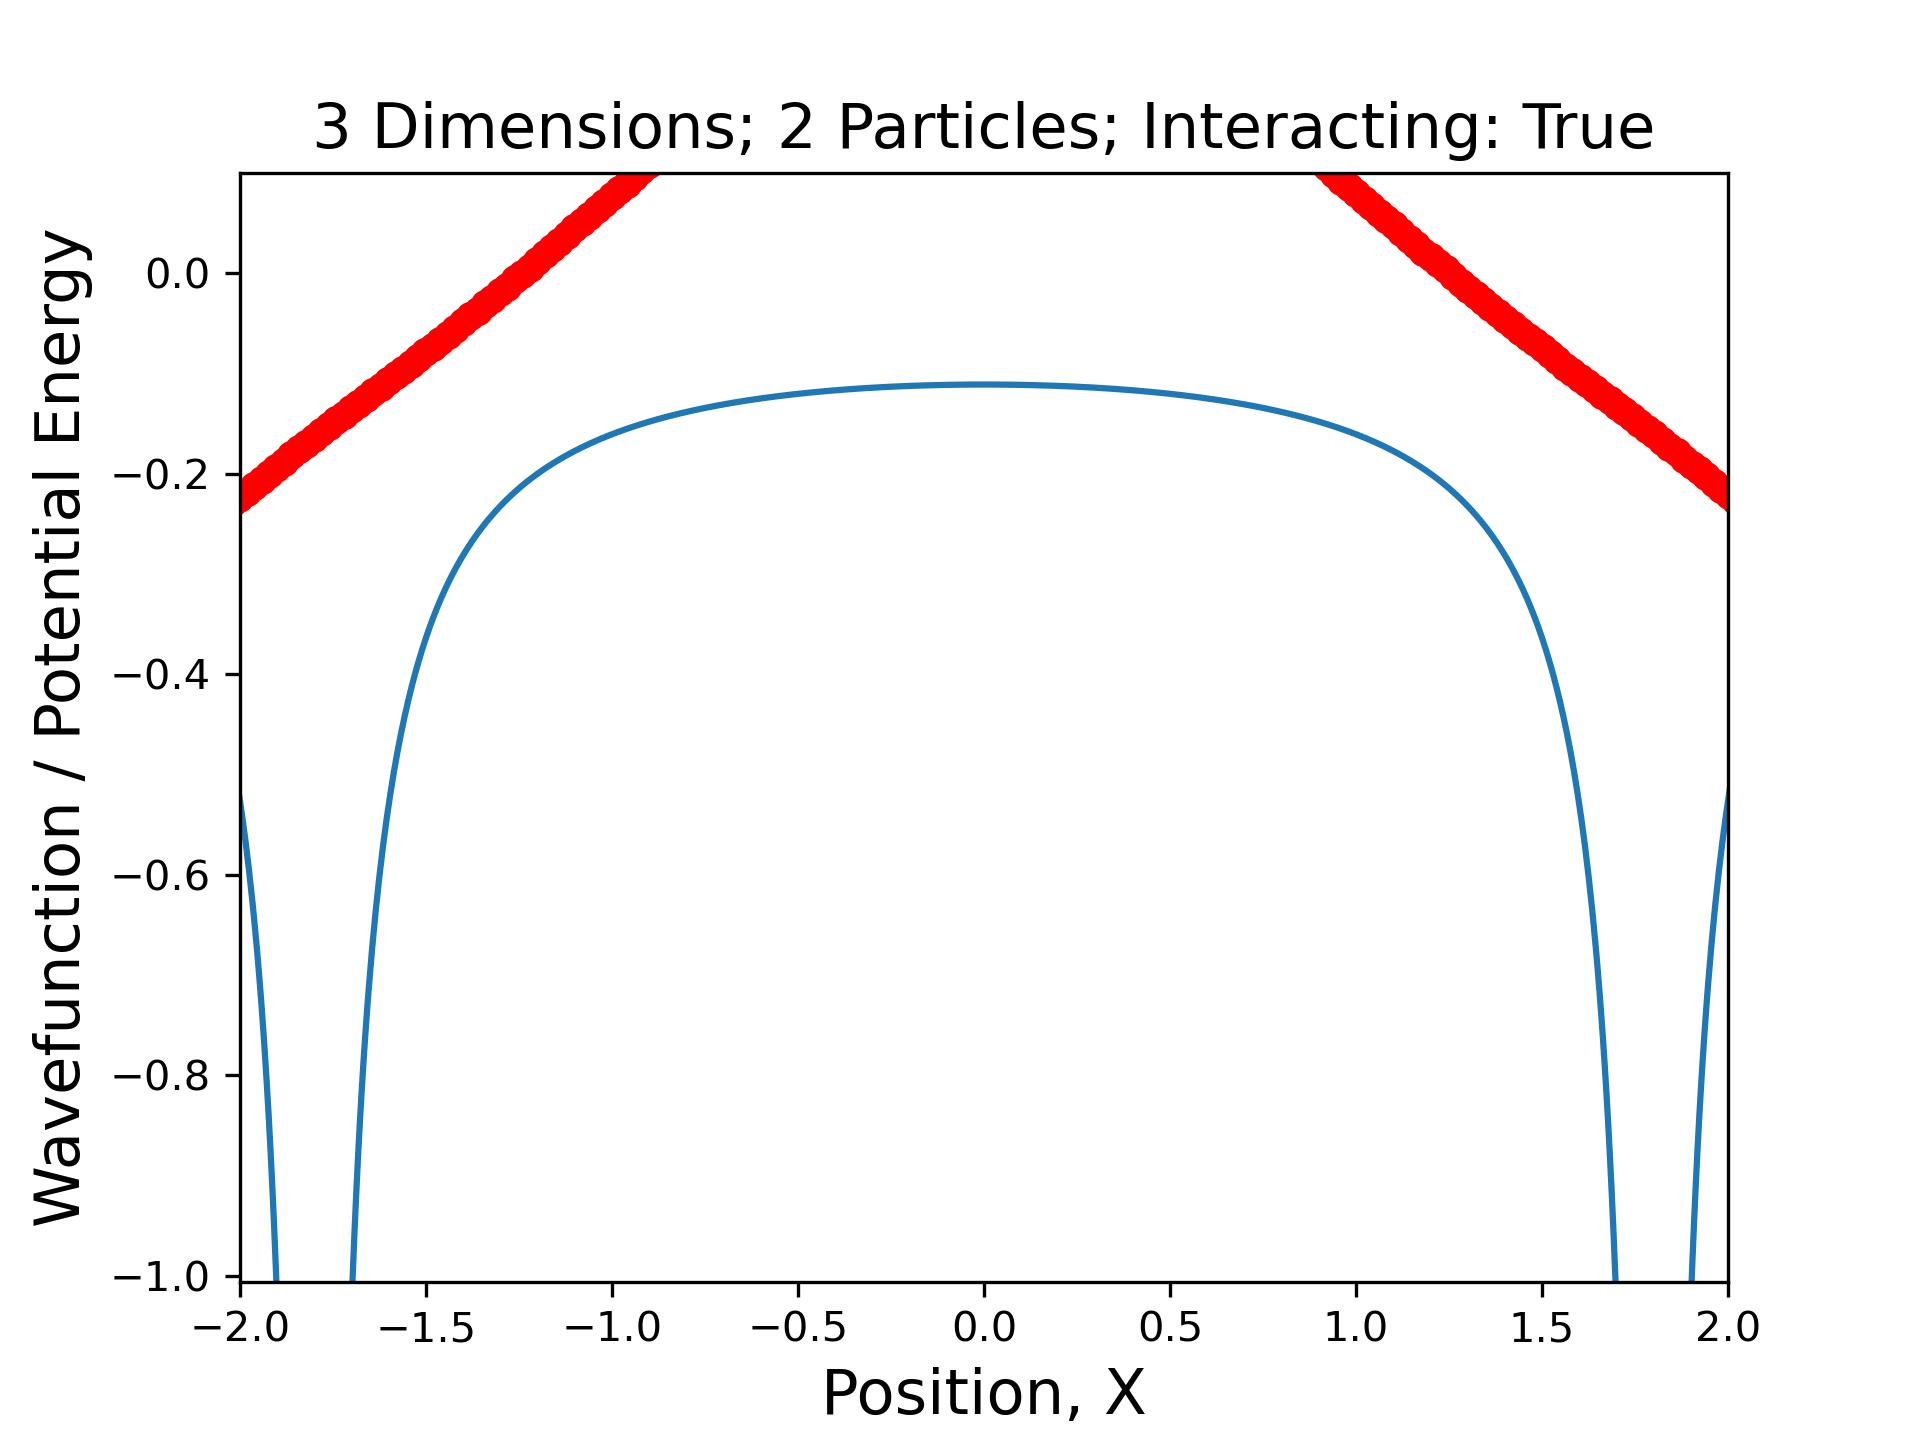 3 Dimensions; 2 Particles; Interacting: True
Wavefunction / Potential Energy
0.0
−0.2
−0.4
−0.6
−0.8
−1.0
−2.0 −1.5 −1.0 −0.5 0.0 0.5 1.0 1.5 2.0
Position, X